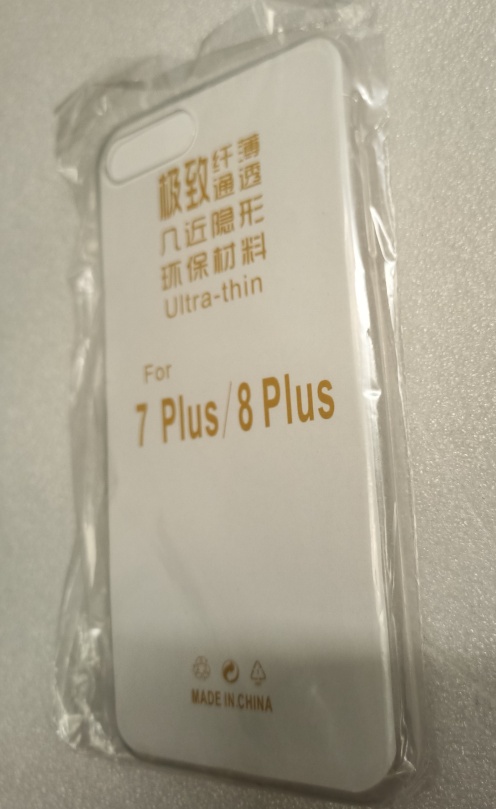 极致纤薄
通透
几近隐形
环保材料
Ultra-thin
For
7 Plus/8 Plus
MADE IN CHINA